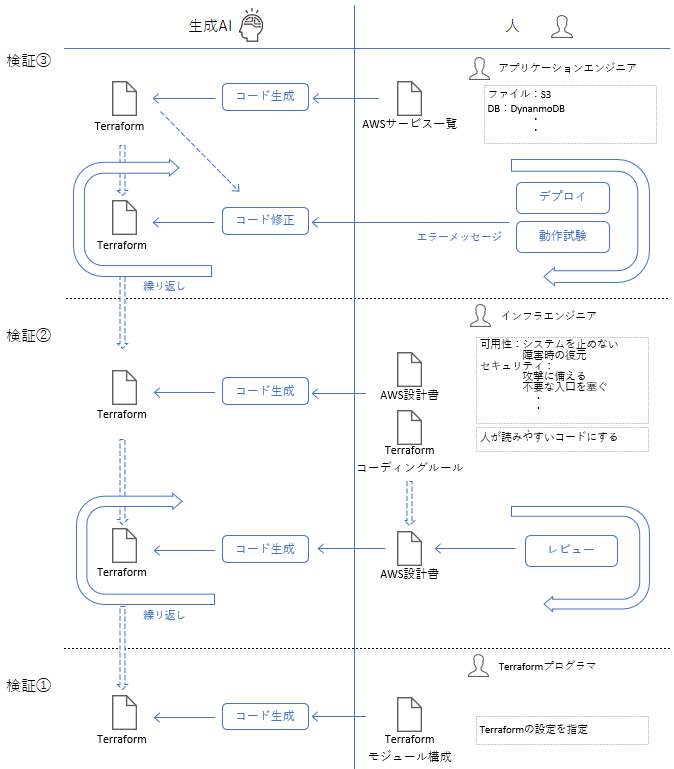 生成AI
人
検証③
アプリケーションエンジニア
ファイル：S3
DB：DynanmoDB
・
・
コード生成
Terraform
AWSサービス一覧
デプロイ
コード修正
動作試験
エラーメッセージ
Terraform
繰り返し
検証②
インフラエンジニア
可用性：システムを止めない
障害時の復元
セキュリティ：
攻撃に備える
不要な入口を塞ぐ
・
・
コード生成
Terraform
AWS設計書
人が読みやすいコードにする
Terraform
コーディングルール
コード生成
レビュー
Terraform
AWS設計書
繰り返し
検証①
Terraformプログラマ
コード生成
Terraformの設定を指定
Terraform
Terraform
モジュール構成